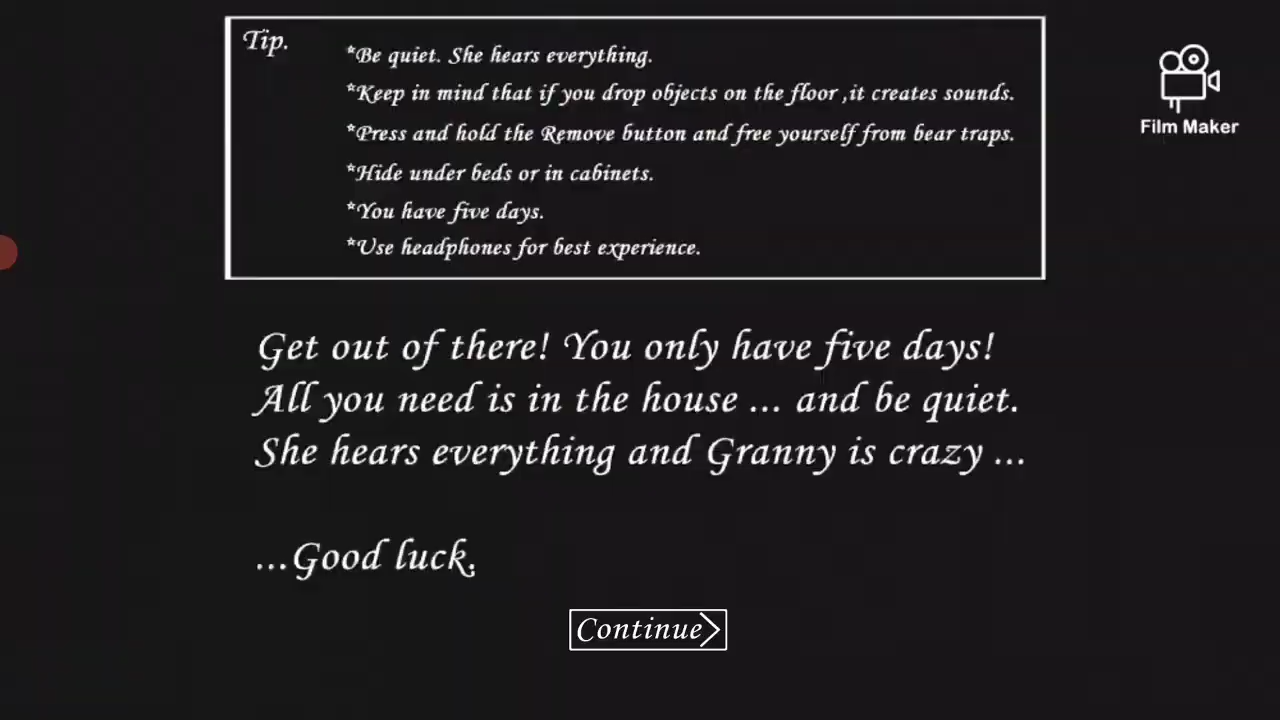 Tip.
*Be quiet. She hears everything.
*Keep in mind that if you drop objects on the floor ,it creates sounds.
*Press and hold the Remove button and free yourself from bear traps.
*Hide under beds or in cabinets.
*You have five days.
*Use headphones for best experience.
Film Maker
Get out of there! You only have five days!
All you need is in the house ... and be quiet.
She hears everything and Granny is crazy ...
...Good luck.
Continue